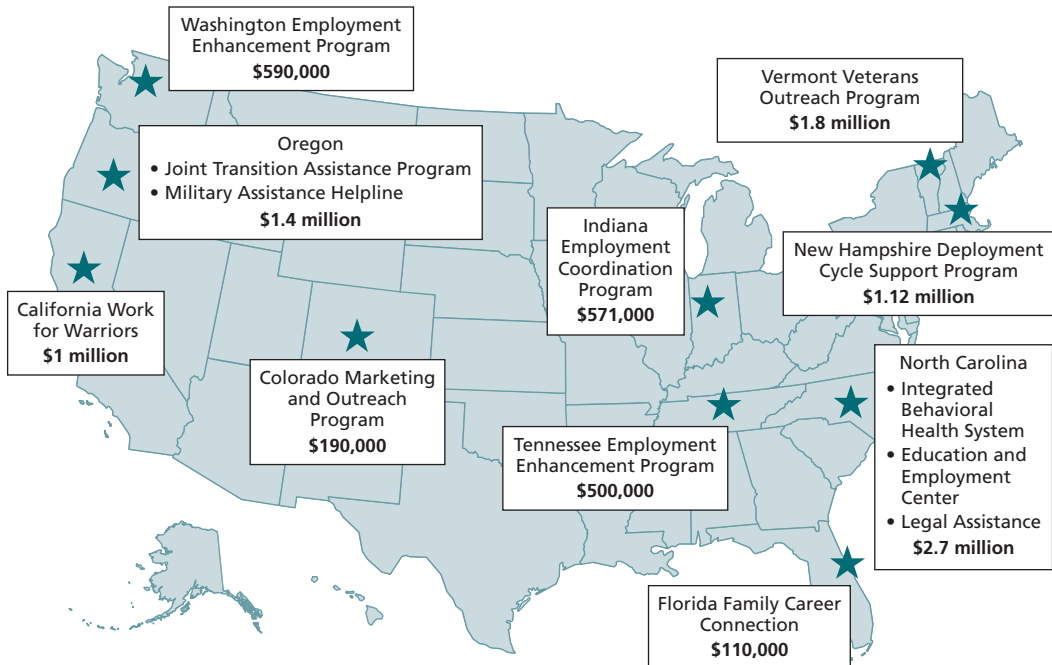 Washington Employment
Enhancement Program
$590,000
Vermont Veterans
Outreach Program
$1.8 million
Oregon
• Joint Transition Assistance Program
• Military Assistance Helpline
$1.4 million
Indiana
Employment
Coordination
Program
$571,000
New Hampshire Deployment
Cycle Support Program
$1.12 million
California Work
for Warriors
$1 million
Colorado Marketing
and Outreach
Program
$190,000
North Carolina
• Integrated
Behavioral
Health System
• Education and
Employment
Center
• Legal Assistance
$2.7 million
Tennessee Employment
Enhancement Program
$500,000
Florida Family Career
Connection
$110,000